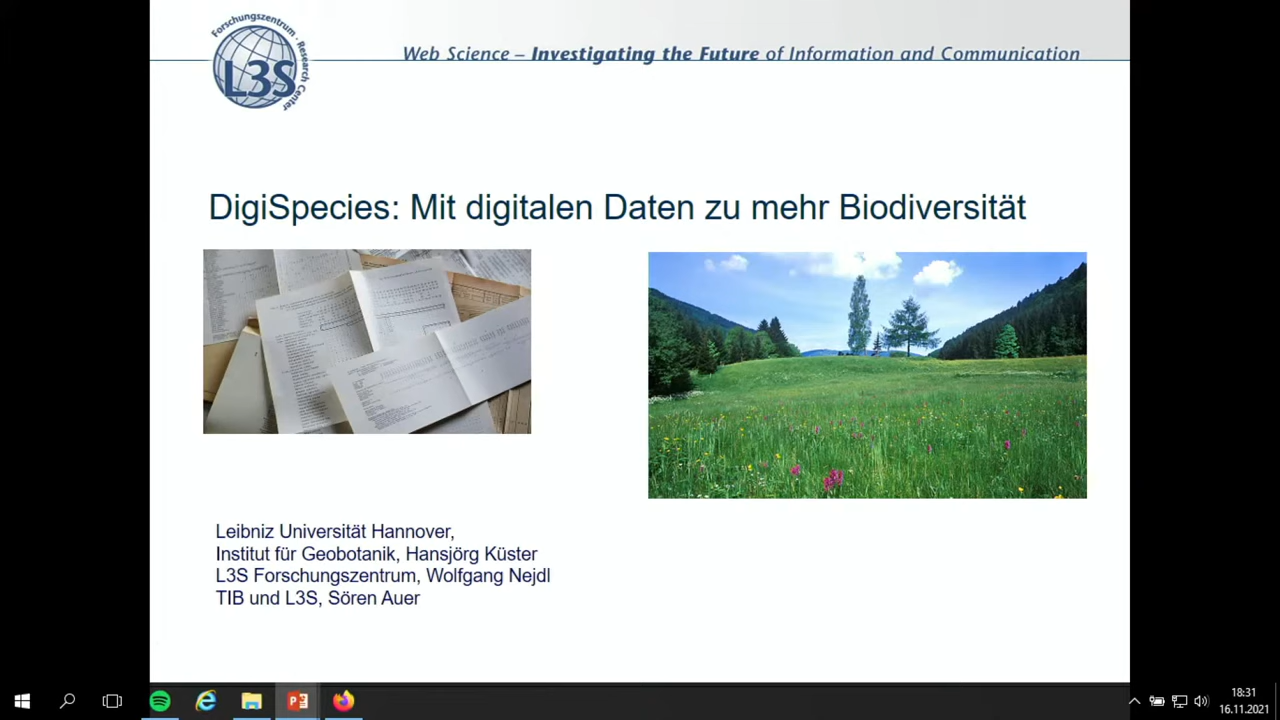 Forschungszentrum · Research Center
L3S
Web Science – Investigating the Future of Information and Communication
DigiSpecies: Mit digitalen Daten zu mehr Biodiversität
Leibniz Universität Hannover,
Institut für Geobotanik, Hansjörg Küster
L3S Forschungszentrum, Wolfgang Nejdl
TIB und L3S, Sören Auer
18:31
16.11.2021